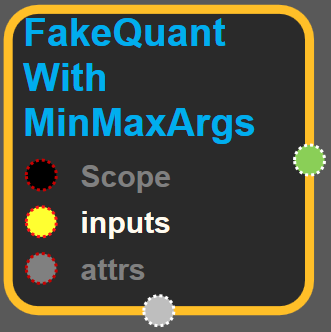 FakeQuant
With
MinMaxArgs
Scope
inputs
attrs